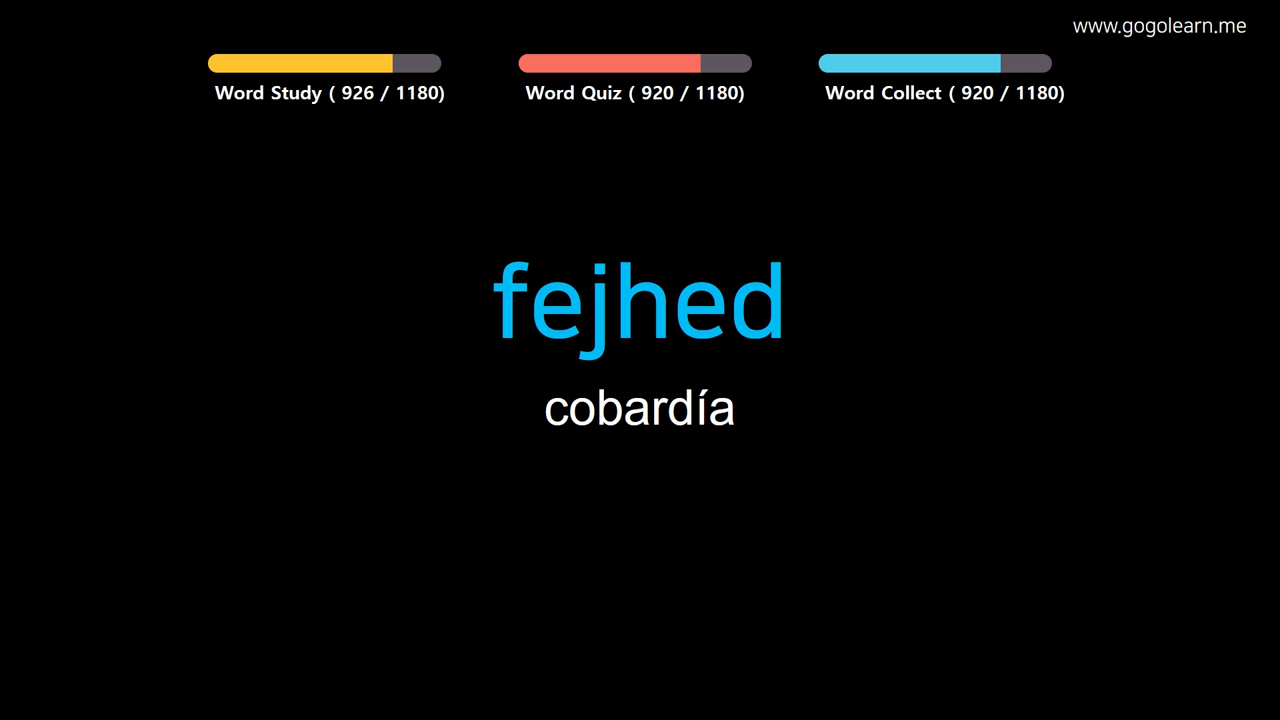 www.gogolearn.me
Word Study ( 926 / 1180)
Word Quiz ( 920 / 1180)
Word Collect ( 920 / 1180)
fejhed
cobardía